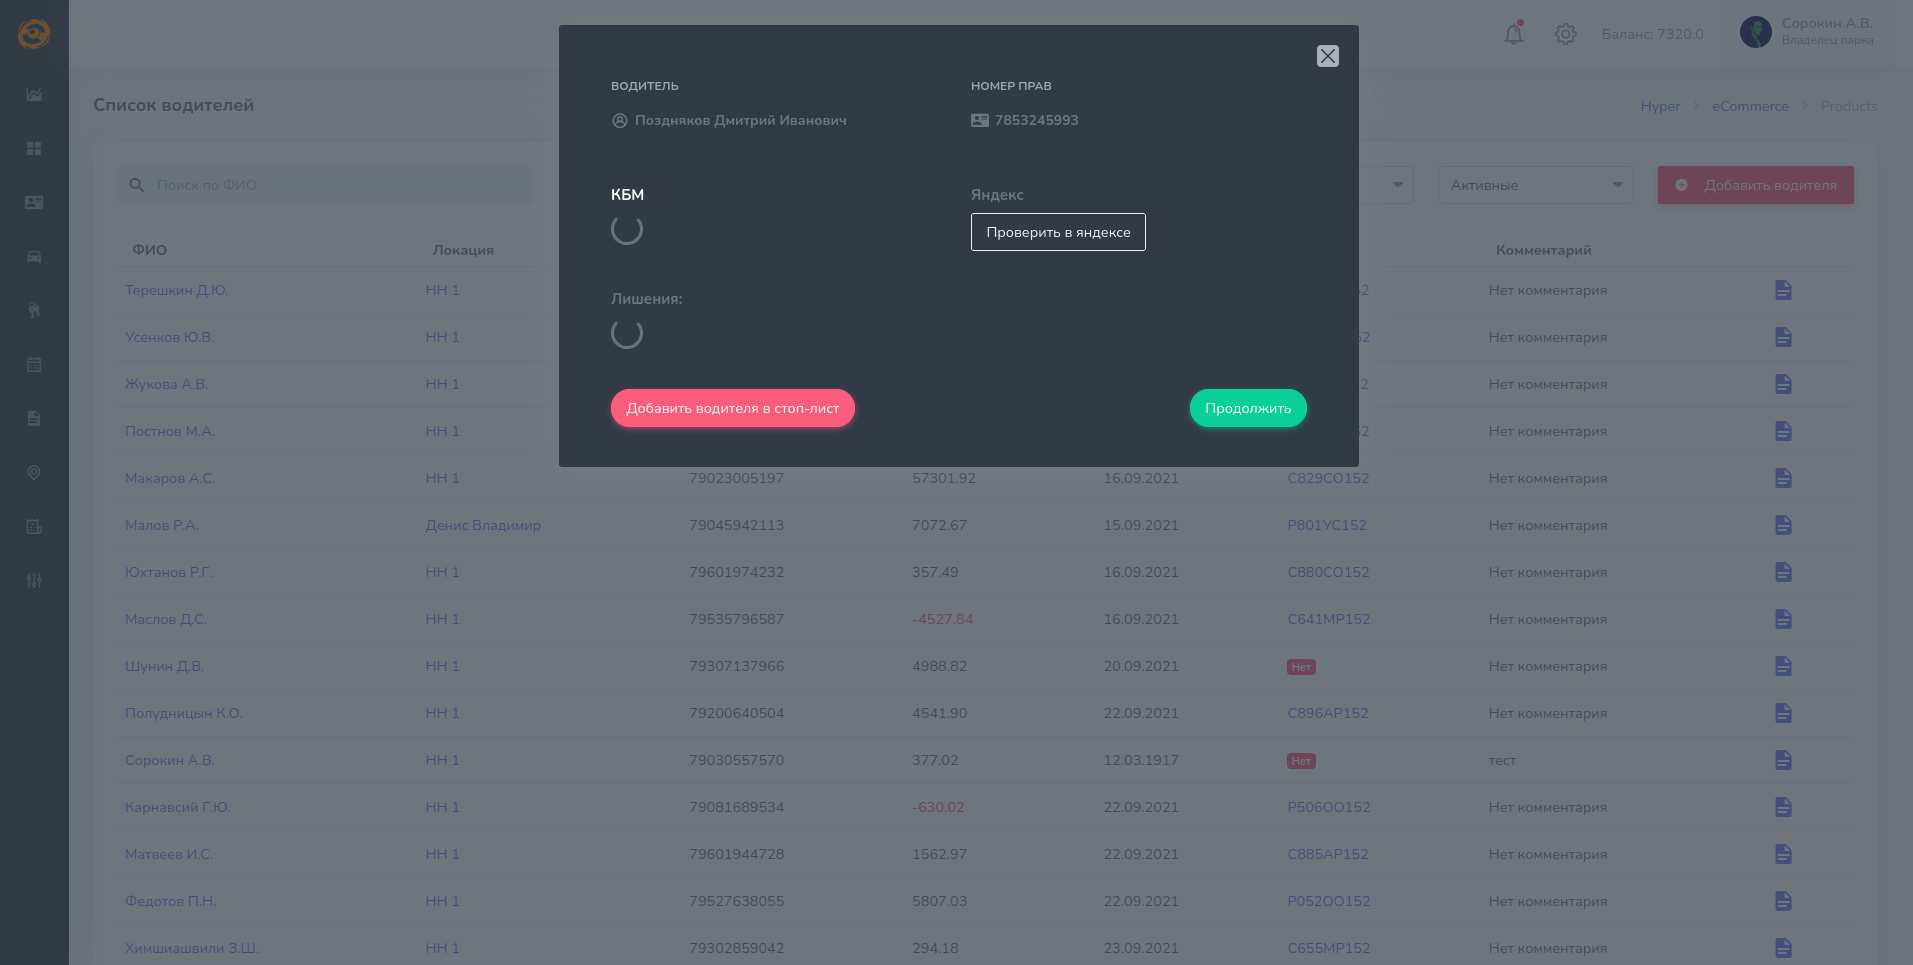 Баланс: 7320.0
Сорокин А.В.
Владелец парка
Список водителей
Hyper
eCommerce
Products
ВОДИТЕЛЬ
НОМЕР ПРАВ
Поздняков Дмитрий Иванович
7853245993
КБМ
Яндекс
Проверить в яндексе
Лишения:
Добавить водителя в стоп-лист
Продолжить
Поиск по ФИО
Активные
Добавить водителя
ФИО Локация Комментарий
Терешкин Д.Ю. НН 1 Нет комментария
Усенков Ю.В. НН 1 Нет комментария
Жукова А.В. НН 1 Нет комментария
Постнов М.А. НН 1 Нет комментария
Макаров А.С. НН 1 79023005197 57301.92 16.09.2021 С829СО152 Нет комментария
Малов Р.А. Денис Владимир 79045942113 7072.67 15.09.2021 Р801УС152 Нет комментария
Юхтанов Р.Г. НН 1 79601974232 357.49 16.09.2021 С880СО152 Нет комментария
Маслов Д.С. НН 1 79535796587 -4527.84 16.09.2021 С641МР152 Нет комментария
Шунин Д.В. НН 1 79307137966 4988.82 20.09.2021 Нет Нет комментария
Полудницын К.О. НН 1 79200640504 4541.90 22.09.2021 С896АР152 Нет комментария
Сорокин А.В. НН 1 79030557570 377.02 12.03.1917 Нет тест
Карнавсий Г.Ю. НН 1 79081689534 -630.02 22.09.2021 Р506ОО152 Нет комментария
Матвеев И.С. НН 1 79601944728 1562.97 22.09.2021 С885АР152 Нет комментария
Федотов П.Н. НН 1 79527638055 5807.03 22.09.2021 Р052ОО152 Нет комментария
Химшиашвили З.Ш. НН 1 79302859042 294.18 23.09.2021 С655МР152 Нет комментария